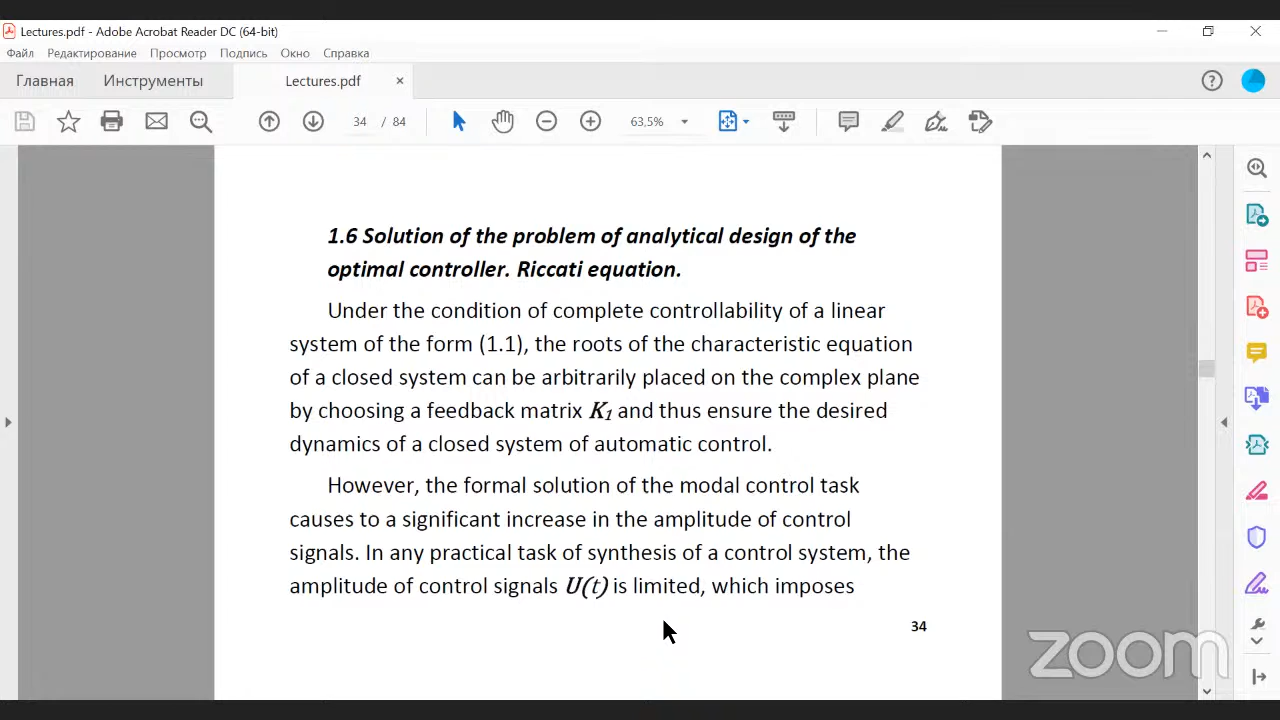 Lectures.pdf - Adobe Acrobat Reader DC (64-bit)
Файл Редактирование Просмотр Подпись Окно Справка
Главная Инструменты Lectures.pdf ×
34 / 84 63,5%
1.6 Solution of the problem of analytical design of the
optimal controller. Riccati equation.
Under the condition of complete controllability of a linear
system of the form (1.1), the roots of the characteristic equation
of a closed system can be arbitrarily placed on the complex plane
by choosing a feedback matrix K₁ and thus ensure the desired
dynamics of a closed system of automatic control.
However, the formal solution of the modal control task
causes to a significant increase in the amplitude of control
signals. In any practical task of synthesis of a control system, the
amplitude of control signals U(t) is limited, which imposes
34
zoom